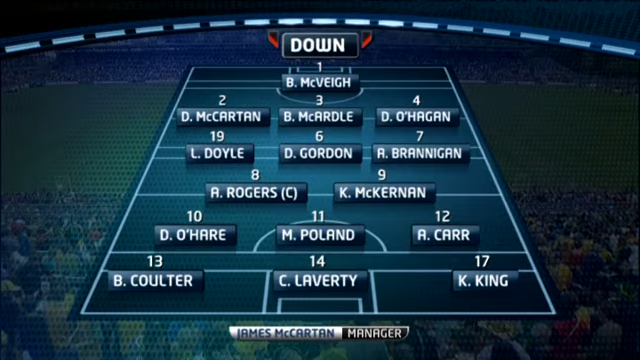 DOWN
1
B. McVEIGH
2 3 4
D. McCARTAN B. McARDLE D. O'HAGAN
19 6 7
L. DOYLE D. GORDON A. BRANNIGAN
8 9
A. ROGERS (C) K. McKERNAN
10 11 12
D. O'HARE M. POLAND A. CARR
13 14 17
B. COULTER C. LAVERTY K. KING
JAMES McCARTAN MANAGER